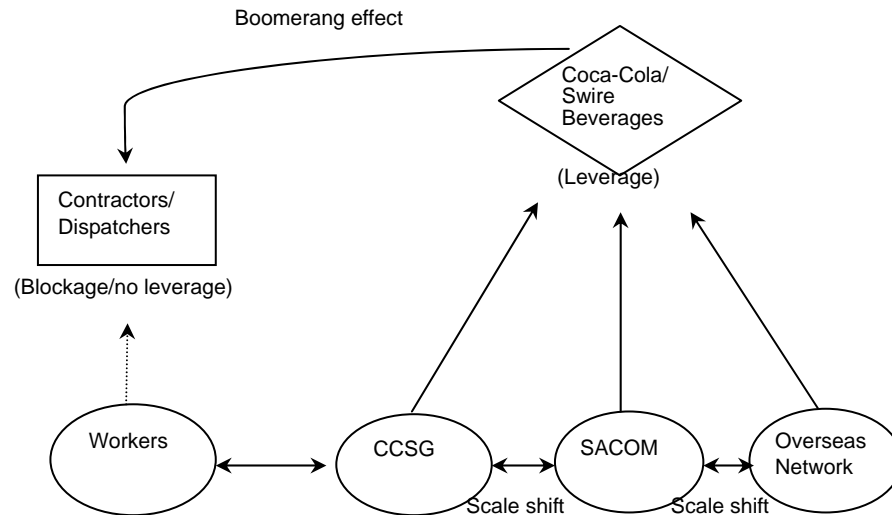 Boomerang effect
Coca-Cola/
Swire
Beverages
(Leverage)
Contractors/
Dispatchers
(Blockage/no leverage)
Workers
CCSG
SACOM
Overseas
Network
Scale shift
Scale shift